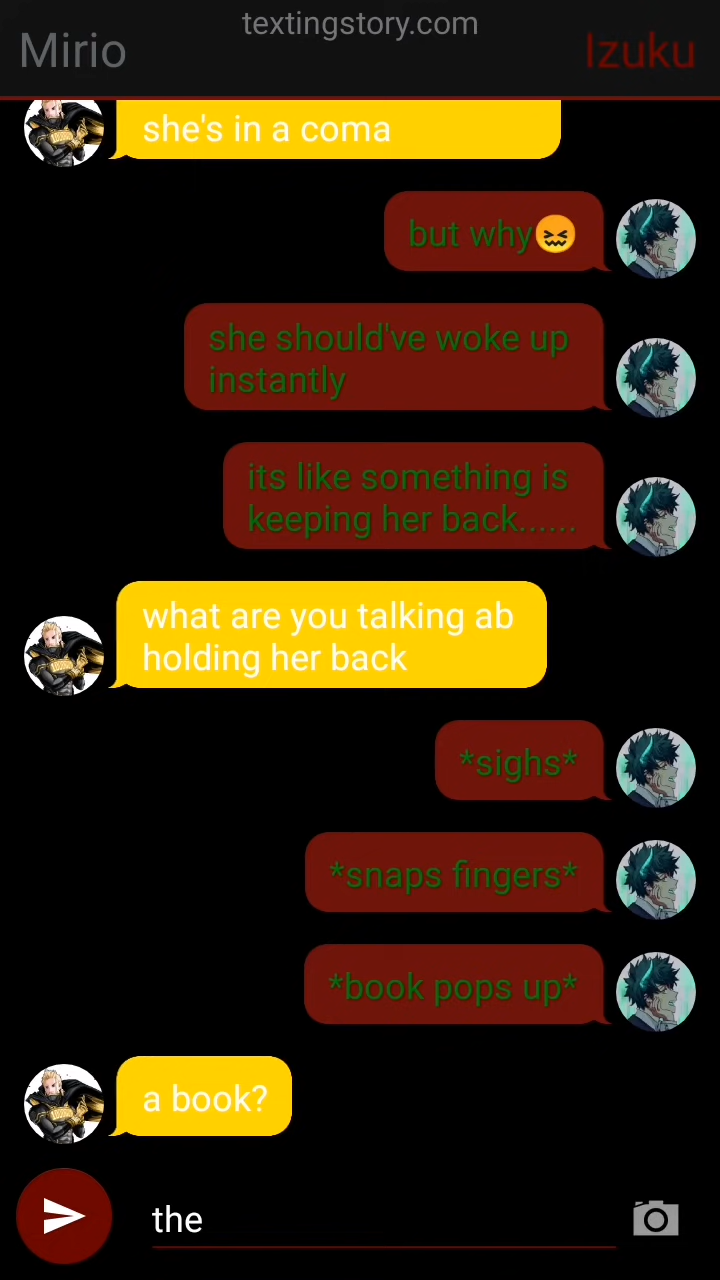 textingstory.com
Mirio
Izuku
she's in a coma
but why😖
she should've woke up
instantly
its like something is
keeping her back......
what are you talking ab
holding her back
*sighs*
*snaps fingers*
*book pops up*
a book?
the